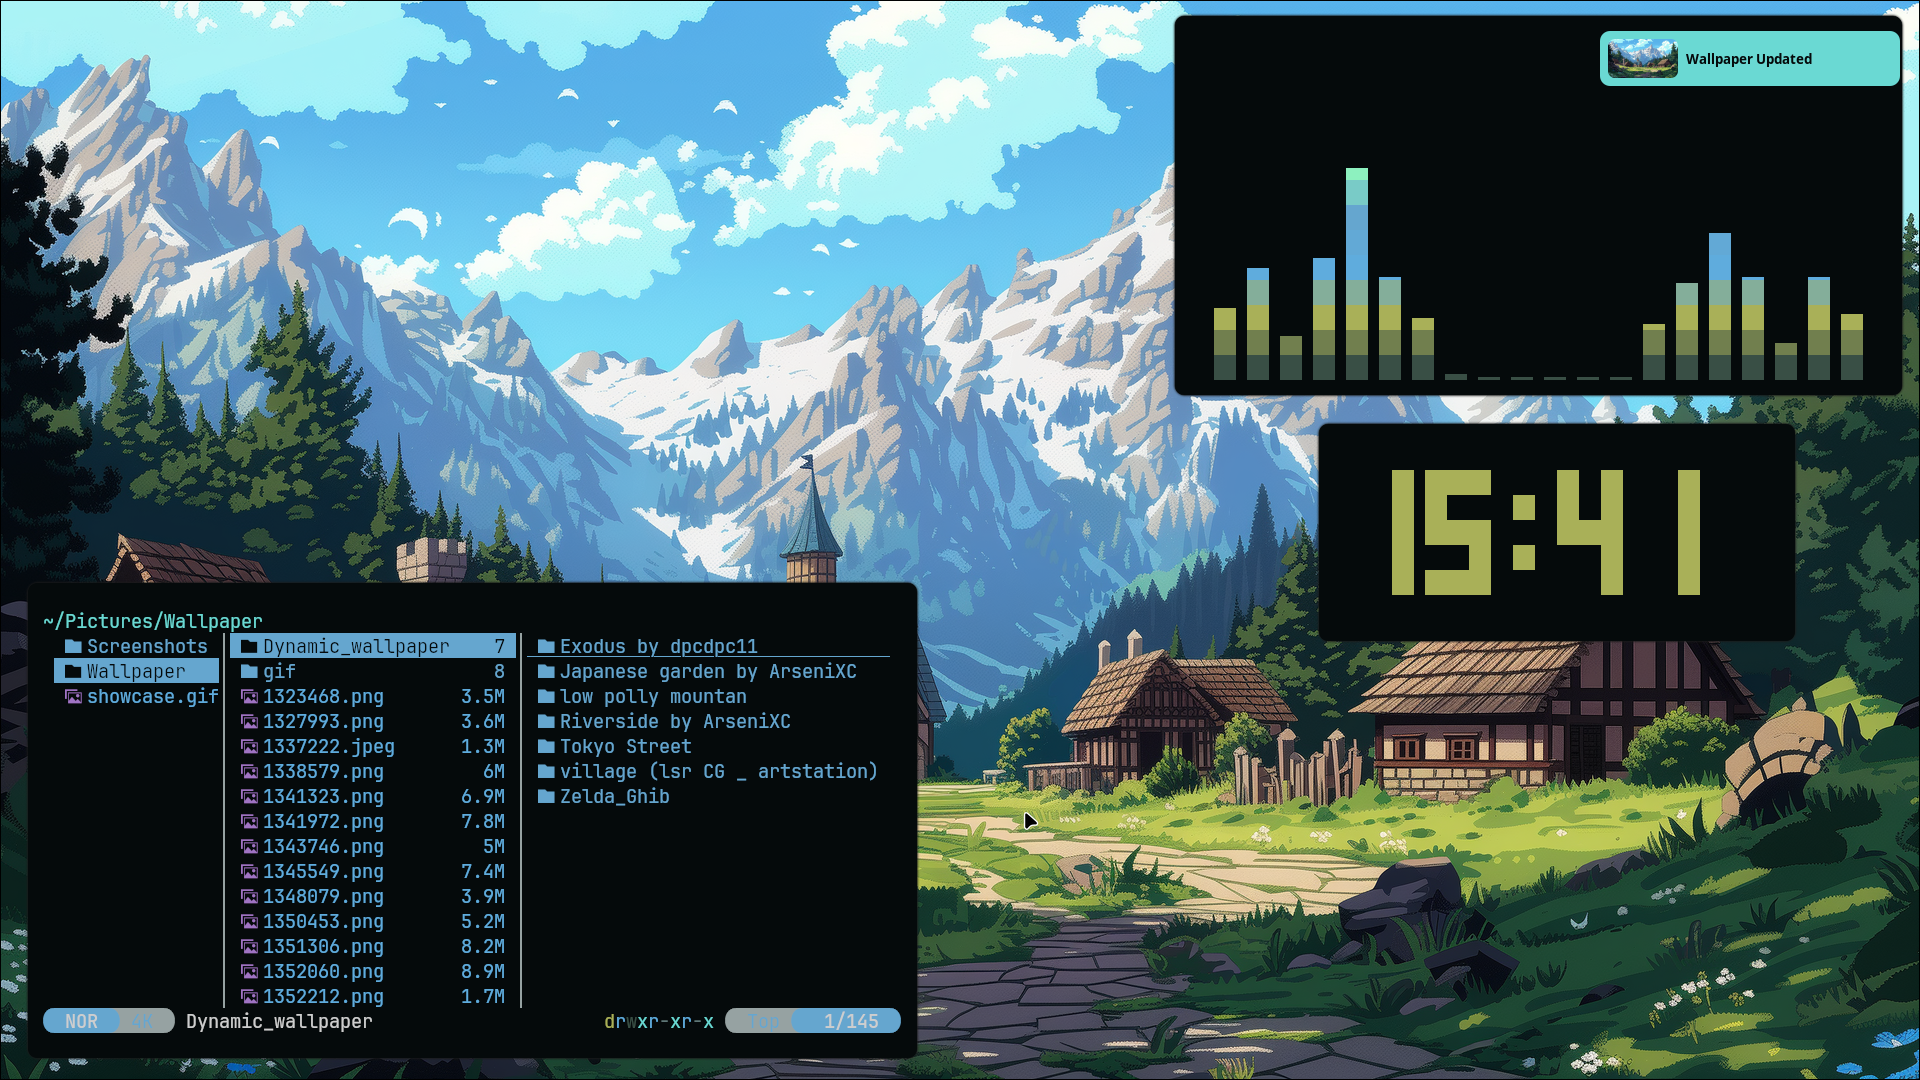 Wallpaper Updated
15:41
~/Pictures/Wallpaper
Screenshots
Wallpaper
showcase.gif
Dynamic_wallpaper 7
gif 8
1323468.png 3.5M
1327993.png 3.6M
1337222.jpeg 1.3M
1338579.png 6M
1341323.png 6.9M
1341972.png 7.8M
1343746.png 5M
1345549.png 7.4M
1348079.png 3.9M
1350453.png 5.2M
1351306.png 8.2M
1352060.png 8.9M
1352212.png 1.7M
Exodus by dpcdpc11
Japanese garden by ArseniXC
low polly mountan
Riverside by ArseniXC
Tokyo Street
village (lsr CG _ artstation)
Zelda_Ghib
NOR 4K Dynamic_wallpaper drwxr-xr-x Top 1/145